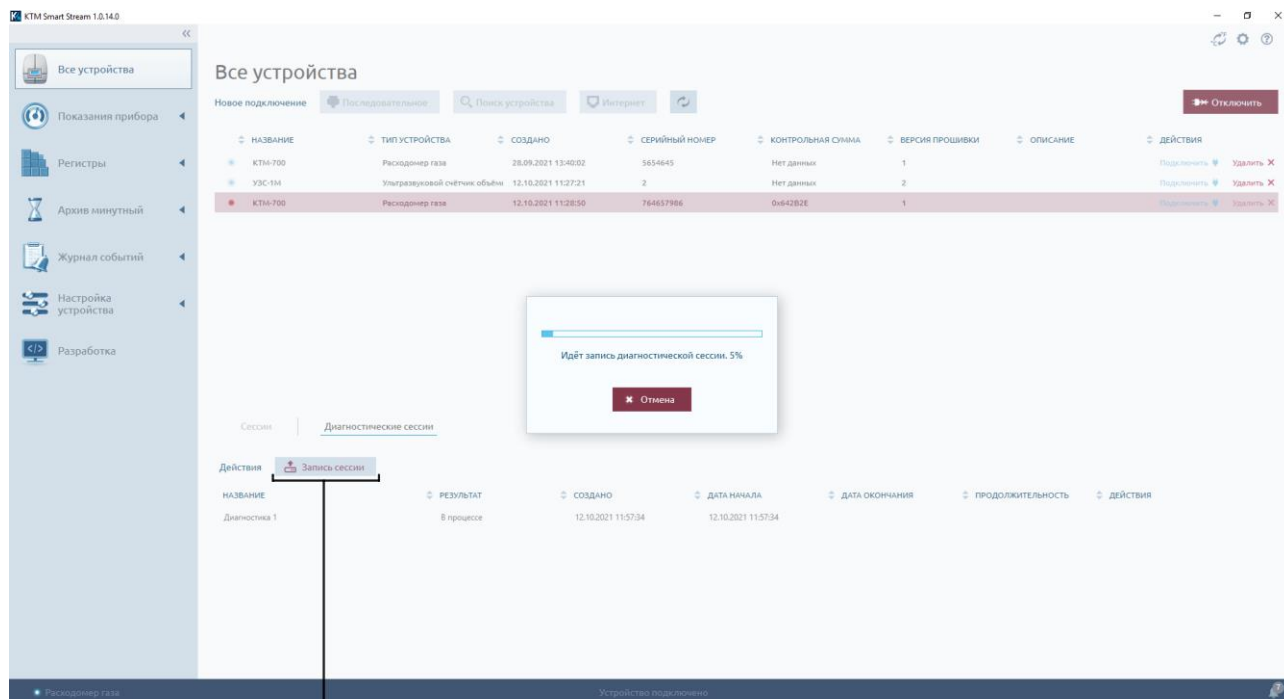 KTM Smart Stream 1.0.14.0
Все устройства
Показания прибора
Регистры
Архив минутный
Журнал событий
Настройка
устройства
Разработка
Все устройства
Новое подключение Последовательное Поиск устройства Интернет Отключить
НАЗВАНИЕ ТИП УСТРОЙСТВА СОЗДАНО СЕРИЙНЫЙ НОМЕР КОНТРОЛЬНАЯ СУММА ВЕРСИЯ ПРОШИВКИ ОПИСАНИЕ ДЕЙСТВИЯ
КТМ-700 Расходомер газа 28.09.2021 13:40:02 5654645 Нет данных 1 Подключить Удалить
УЗС-1М Ультразвуковой счётчик объёми 12.10.2021 11:27:21 2 Нет данных 2 Подключить Удалить
КТМ-700 Расходомер газа 12.10.2021 11:28:50 764657986 0x642B2E 1 Подключить Удалить
Идёт запись диагностической сессии. 5%
Отмена
Сессии Диагностические сессии
Действия Запись сессии
НАЗВАНИЕ РЕЗУЛЬТАТ СОЗДАНО ДАТА НАЧАЛА ДАТА ОКОНЧАНИЯ ПРОДОЛЖИТЕЛЬНОСТЬ ДЕЙСТВИЯ
Диагностика 1 В процессе 12.10.2021 11:57:34 12.10.2021 11:57:34
Расходомер газа Устройство подключено